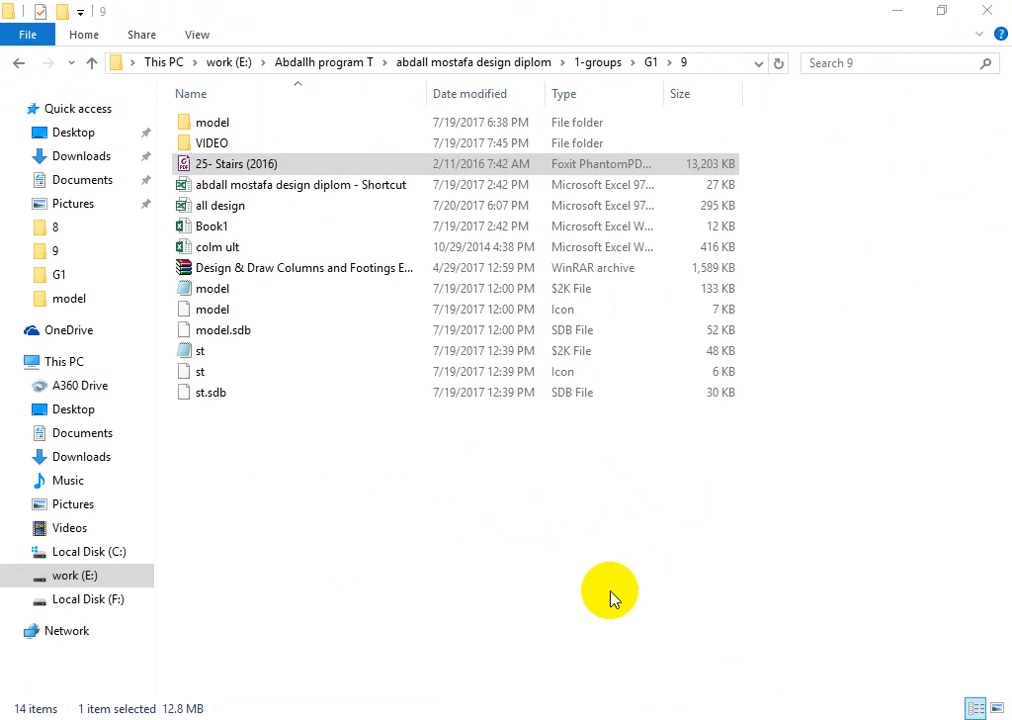 9
File Home Share View
This PC work (E:) Abdallh program T abdall mostafa design diplom 1-groups G1 9 Search 9
Name Date modified Type Size
Quick access
Desktop
Downloads
Documents
Pictures
8
9
G1
model
OneDrive
This PC
A360 Drive
Desktop
Documents
Downloads
Music
Pictures
Videos
Local Disk (C:)
work (E:)
Local Disk (F:)
Network
model 7/19/2017 6:38 PM File folder
VIDEO 7/19/2017 7:45 PM File folder
25- Stairs (2016) 2/11/2016 7:42 AM Foxit PhantomPD... 13,203 KB
abdall mostafa design diplom - Shortcut 7/19/2017 2:42 PM Microsoft Excel 97... 27 KB
all design 7/20/2017 6:07 PM Microsoft Excel 97... 295 KB
Book1 7/19/2017 2:42 PM Microsoft Excel W... 12 KB
colm ult 10/29/2014 4:38 PM Microsoft Excel W... 416 KB
Design & Draw Columns and Footings E... 4/29/2017 12:59 PM WinRAR archive 1,589 KB
model 7/19/2017 12:00 PM $2K File 133 KB
model 7/19/2017 12:00 PM Icon 7 KB
model.sdb 7/19/2017 12:00 PM SDB File 52 KB
st 7/19/2017 12:39 PM $2K File 48 KB
st 7/19/2017 12:39 PM Icon 6 KB
st.sdb 7/19/2017 12:39 PM SDB File 30 KB
14 items 1 item selected 12.8 MB